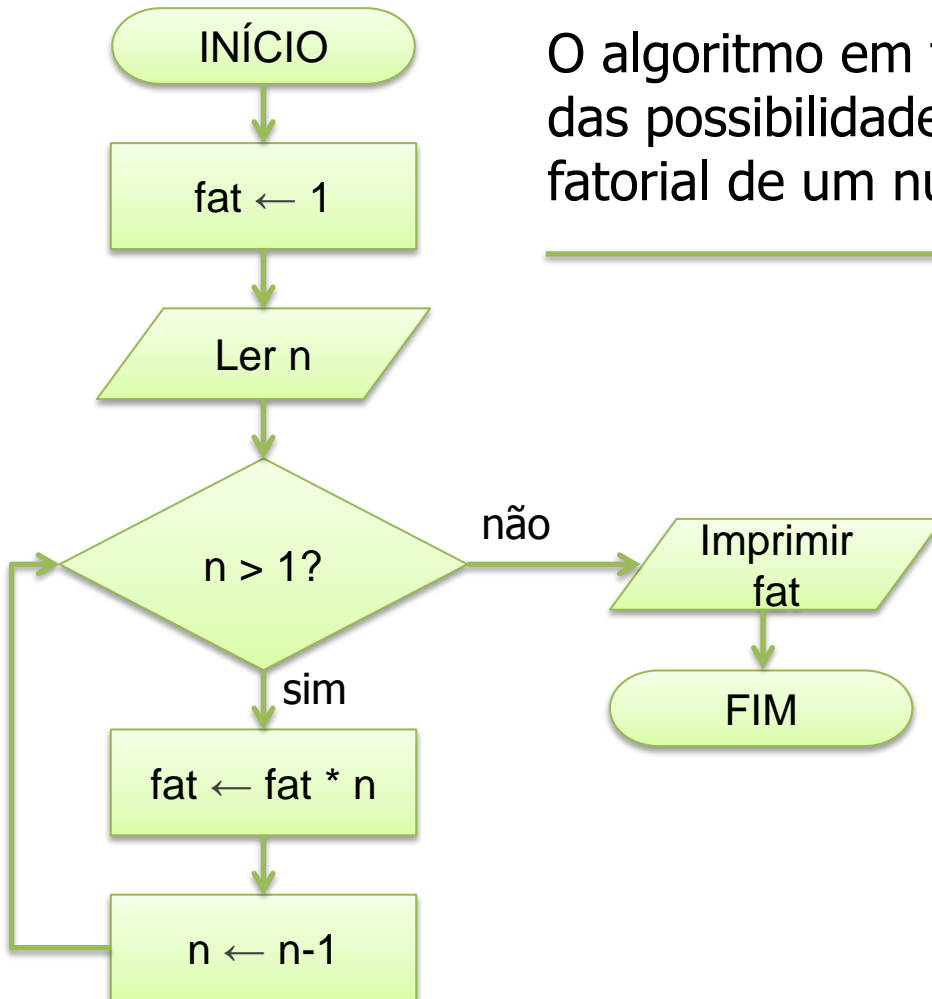 INÍCIO
O algoritmo em
das possibilidade
fatorial de um
fat ← 1
Ler n
n > 1?
não
Imprimir
fat
sim
FIM
fat ← fat * n
n ← n-1